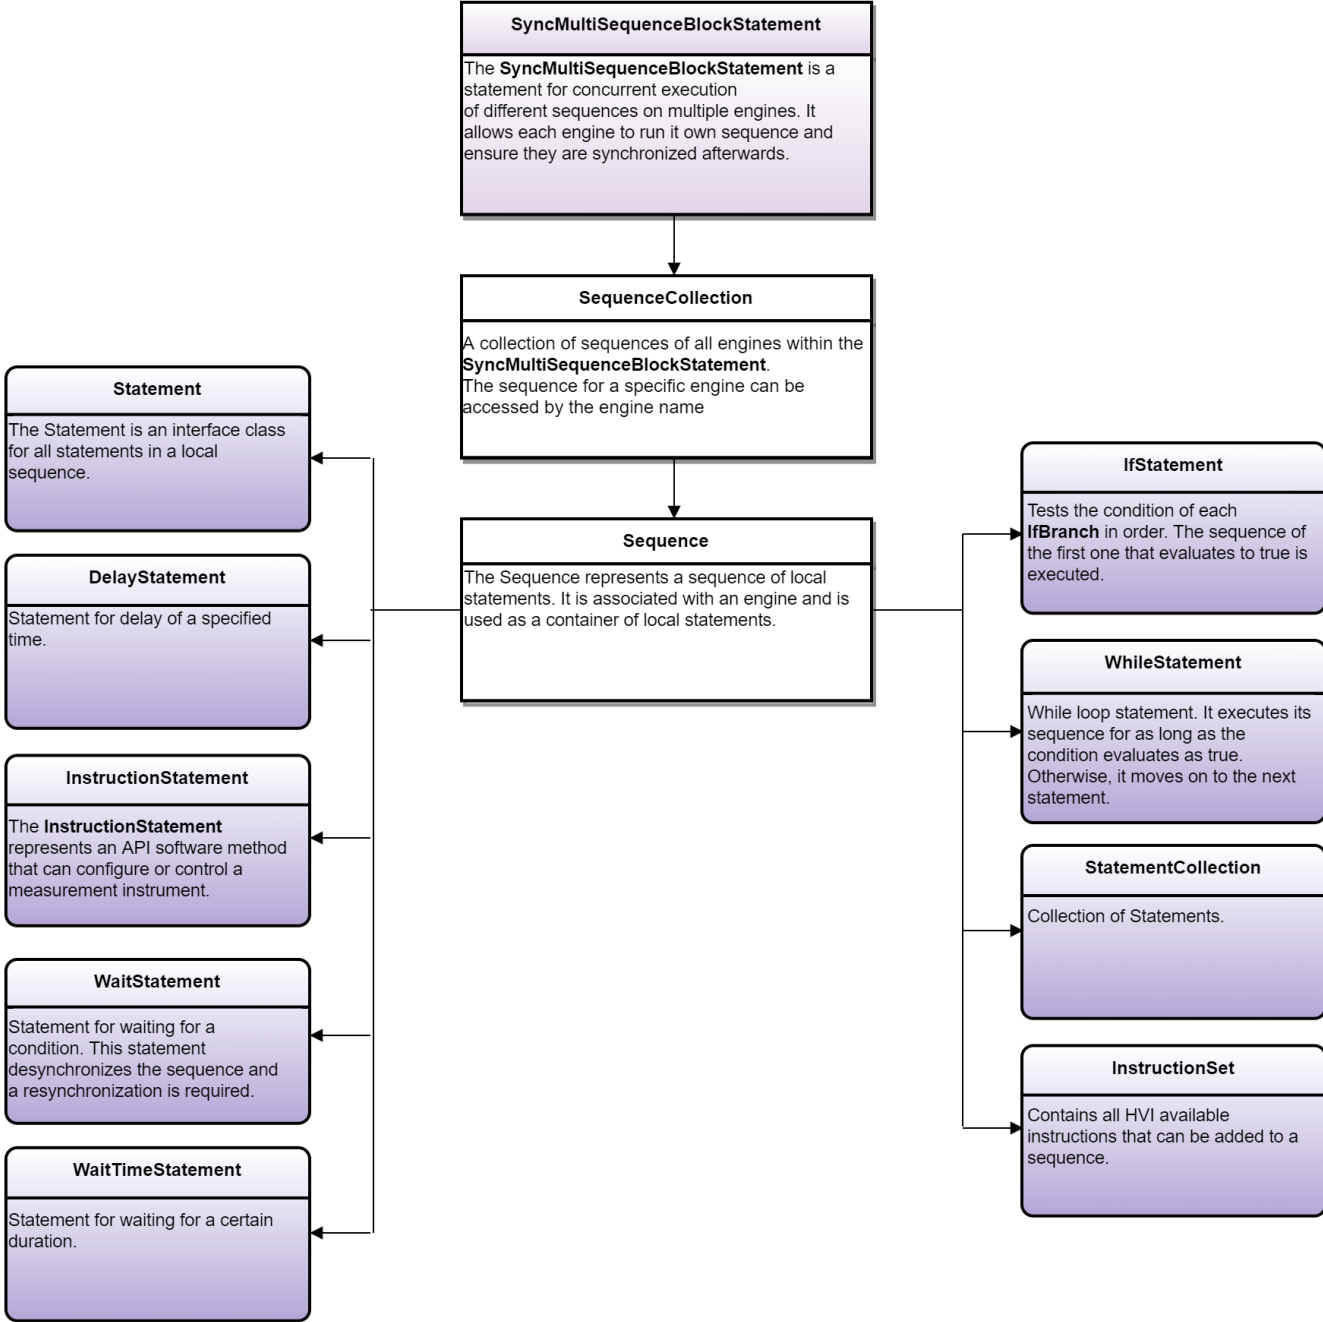 SyncMultiSequenceBlockStatement
The SyncMultiSequenceBlockStatement is a
statement for concurrent execution
of different sequences on multiple engines. It
allows each engine to run it own sequence and
ensure they are synchronized afterwards.
SequenceCollection
A collection of sequences of all engines within the
SyncMultiSequenceBlockStatement.
The sequence for a specific engine can be
accessed by the engine name
Sequence
The Sequence represents a sequence of local
statements. It is associated with an engine and is
used as a container of local statements.
Statement
The Statement is an interface class
for all statements in a local
sequence.
DelayStatement
Statement for delay of a specified
time.
InstructionStatement
The InstructionStatement
represents an API software method
that can configure or control a
measurement instrument.
WaitStatement
Statement for waiting for a
condition. This statement
desynchronizes the sequence and
a resynchronization is required.
WaitTimeStatement
Statement for waiting for a certain
duration.
IfStatement
Tests the condition of each
IfBranch in order. The sequence of
the first one that evaluates to true is
executed.
WhileStatement
While loop statement. It executes its
sequence for as long as the
condition evaluates as true.
Otherwise, it moves on to the next
statement.
StatementCollection
Collection of Statements.
InstructionSet
Contains all HVI available
instructions that can be added to a
sequence.